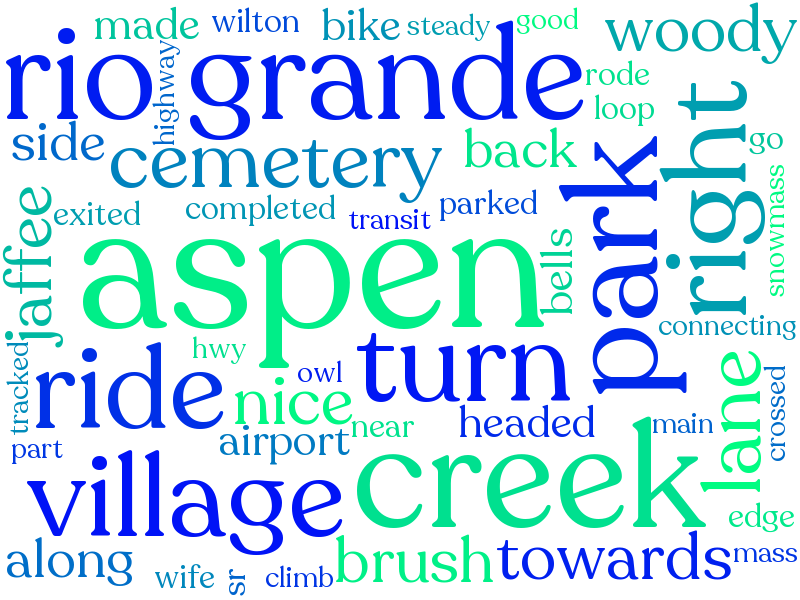 made
wilton
bike
steady
good
woody
rio grande
highway
rode
loop
side
cemetery
back
park
right
go
jaffee
exited
completed
transit
parked
snowmass
aspen
bells
connecting
tracked
hwy
ride
owl
turn
nice
lane
crossed
part
airport
near
headed
main
village
creek
edge
along
wife
sr
climb
brush
towards
mass